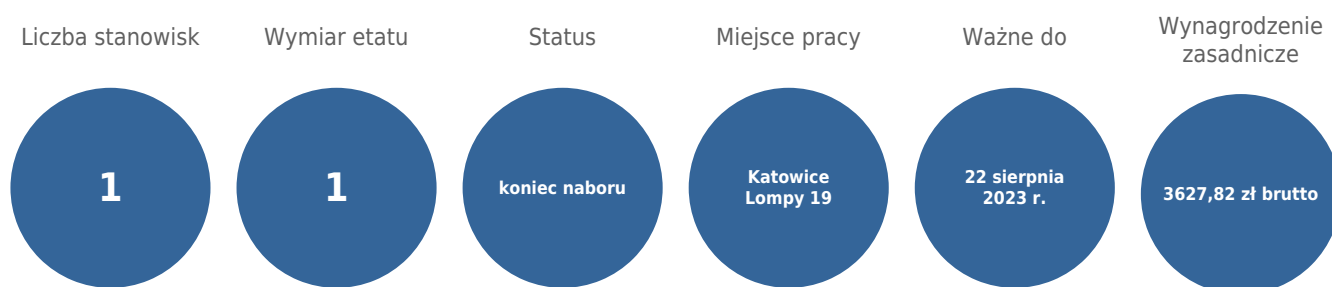 Liczba stanowisk
1
Wymiar etatu
1
Status
koniec naboru
Miejsce pracy
Katowice
Lompy 19
Ważne do
22 sierpnia
2023 r.
Wynagrodzenie
zasadnicze
3627,82 zł brutto